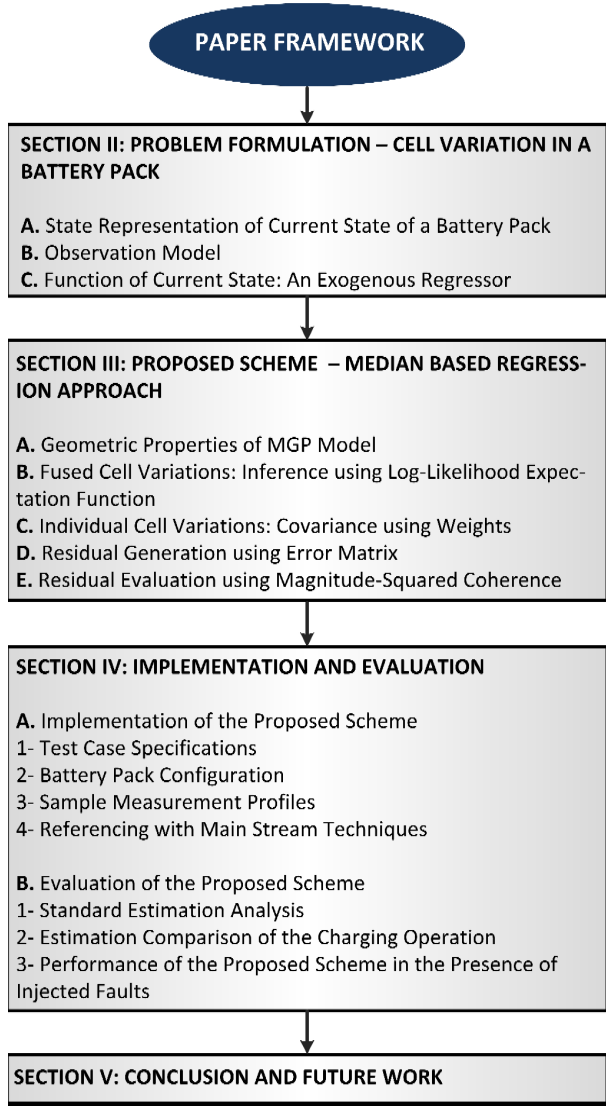 PAPER FRAMEWORK
SECTION II: PROBLEM FORMULATION – CELL VARIATION IN A
BATTERY PACK
A. State Representation of Current State of a Battery Pack
B. Observation Model
C. Function of Current State: An Exogenous Regressor
SECTION III: PROPOSED SCHEME – MEDIAN BASED REGRESS-
ION APPROACH
A. Geometric Properties of MGP Model
B. Fused Cell Variations: Inference using Log-Likelihood Expec-
tation Function
C. Individual Cell Variations: Covariance using Weights
D. Residual Generation using Error Matrix
E. Residual Evaluation using Magnitude-Squared Coherence
SECTION IV: IMPLEMENTATION AND EVALUATION
A. Implementation of the Proposed Scheme
1- Test Case Specifications
2- Battery Pack Configuration
3- Sample Measurement Profiles
4- Referencing with Main Stream Techniques
B. Evaluation of the Proposed Scheme
1- Standard Estimation Analysis
2- Estimation Comparison of the Charging Operation
3- Performance of the Proposed Scheme in the Presence of
Injected Faults
SECTION V: CONCLUSION AND FUTURE WORK